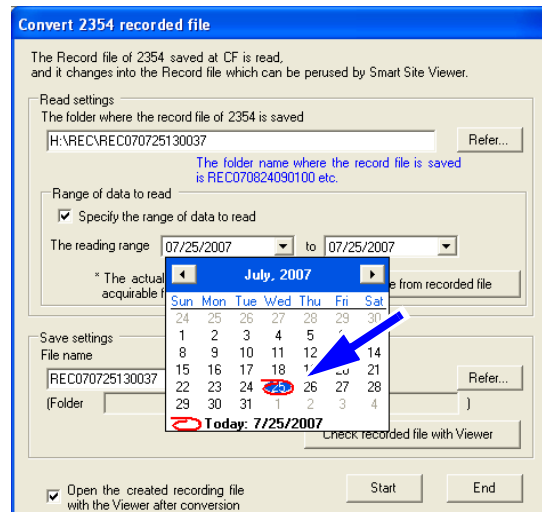 Convert 2354 recorded file
The Record file of 2354 saved at CF is read,
and it changes into the Record file which can be perused by Smart Site Viewer.
Read settings
The folder where the record file of 2354 is saved
H:\REC\REC070725130037 Refer...
The folder name where the record file is saved
is REC070824090100 etc.
Range of data to read
Specify the range of data to read
The reading range 07/25/2007 to 07/25/2007
* The actual
acquirable e from recorded file
July, 2007
Sun Mon Tue Wed Thu Fri Sat
24 25 26 27 28 29 30
1 2 3 4 5
8 9 10 11 12 14
15 16 17 18 19 20 21
22 23 24 25 26 27 28
29 30 31 1 2 3 4
Today: 7/25/2007
Save settings
File name
REC070725130037 Refer...
(Folder )
Check recorded file with Viewer
Open the created recording file
with the Viewer after conversion
Start End